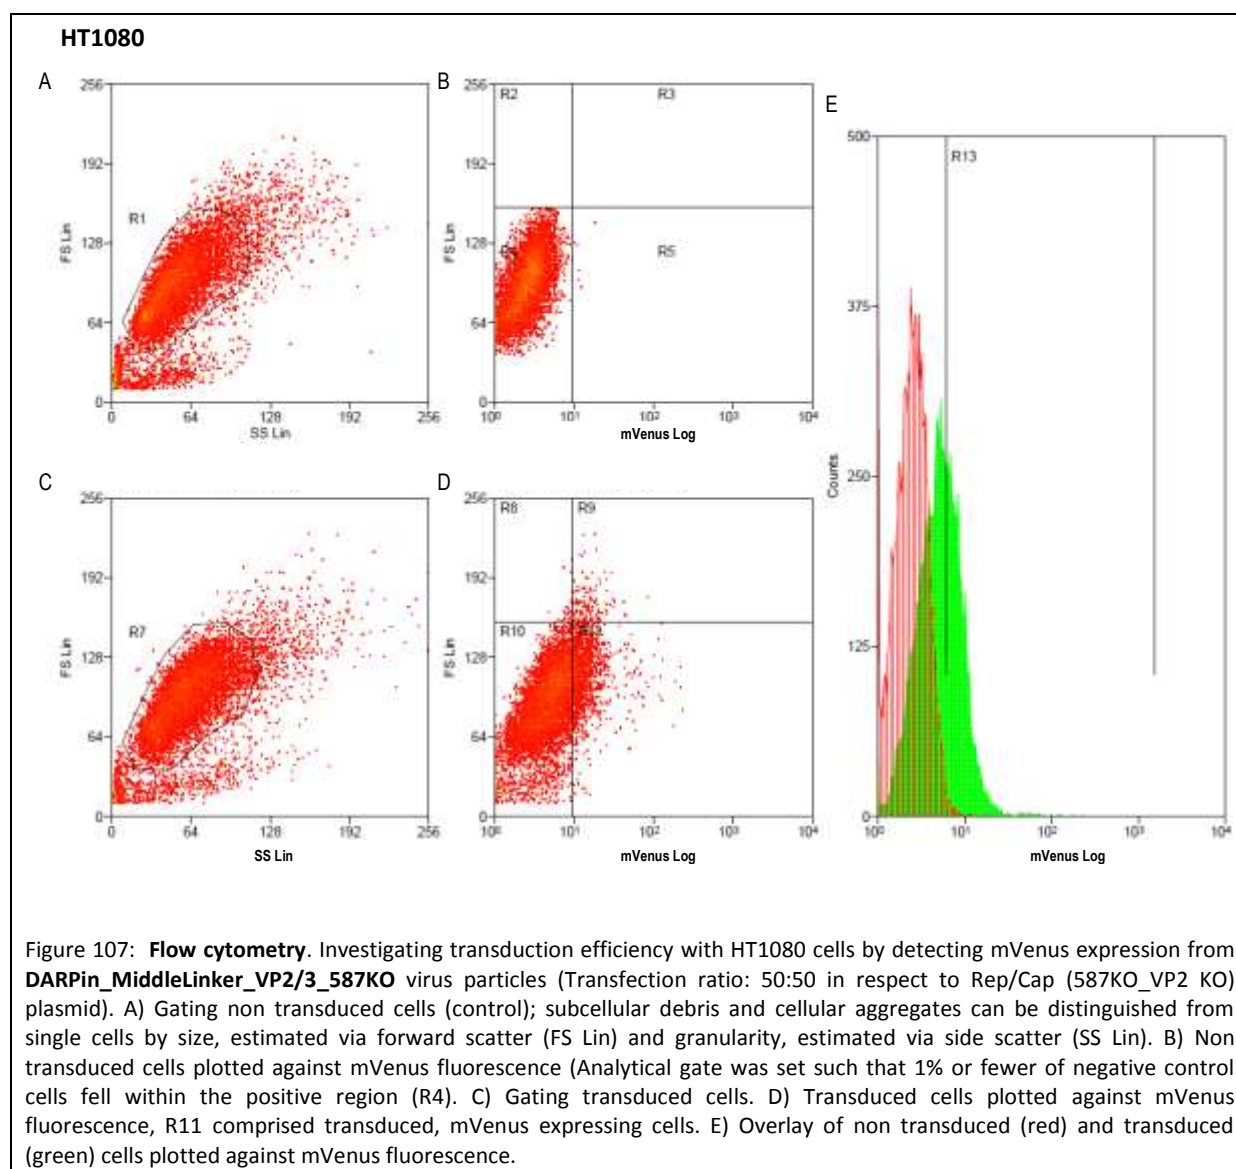 HT1080
A
256
192
128
64
0
FS Lin
R1
0 64 128 192 256
SS Lin
B
256
192
128
64
0
FS Lin
R2 R3
R5
10⁰ 10¹ 10² 10³ 10⁴
mVenus Log
C
256
192
128
64
0
FS Lin
R7
0 64 128 192 256
SS Lin
D
256
192
128
64
0
FS Lin
R8 R9
R10
10⁰ 10¹ 10² 10³ 10⁴
mVenus Log
E
500
375
250
125
0
Counts
R13
10⁰ 10¹ 10² 10³ 10⁴
mVenus Log
Figure 107: Flow cytometry. Investigating transduction efficiency with HT1080 cells by detecting mVenus expression from
DARPin_MiddleLinker_VP2/3_587KO virus particles (Transfection ratio: 50:50 in respect to Rep/Cap (587KO_VP2 KO)
plasmid). A) Gating non transduced cells (control); subcellular debris and cellular aggregates can be distinguished from
single cells by size, estimated via forward scatter (FS Lin) and granularity, estimated via side scatter (SS Lin). B) Non
transduced cells plotted against mVenus fluorescence (Analytical gate was set such that 1% or fewer of negative control
cells fell within the positive region (R4). C) Gating transduced cells. D) Transduced cells plotted against mVenus
fluorescence, R11 comprised transduced, mVenus expressing cells. E) Overlay of non transduced (red) and transduced
(green) cells plotted against mVenus fluorescence.